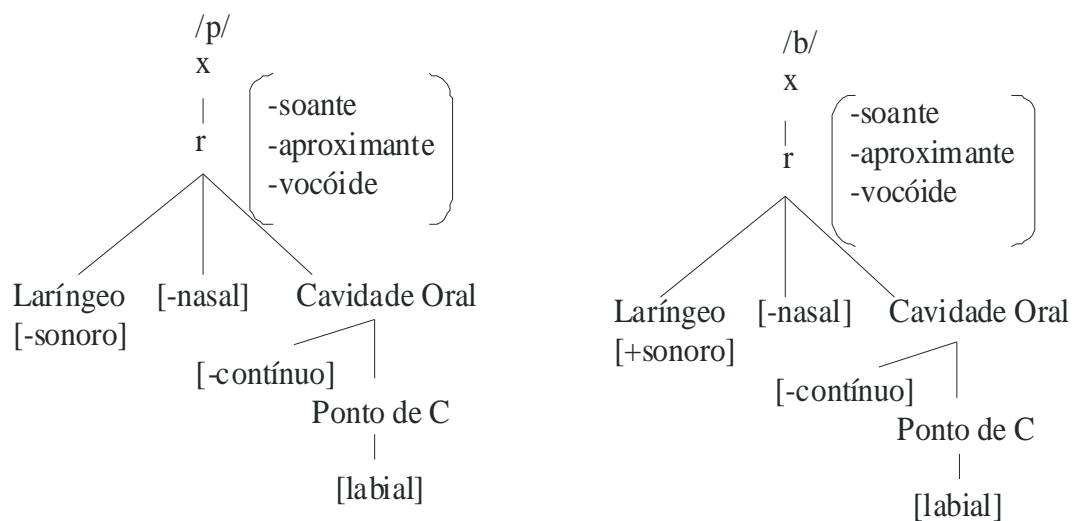 /p/
x
r
-soante
-aproximante
-vocóide
Laríngeo [-nasal] Cavidade Oral
[-sonoro]
[-contínuo]
Ponto de C
[labial]
/b/
x
r
-soante
-aproximante
-vocóide
Laríngeo [-nasal] Cavidade Oral
[+sonoro]
[-contínuo]
Ponto de C
[labial]